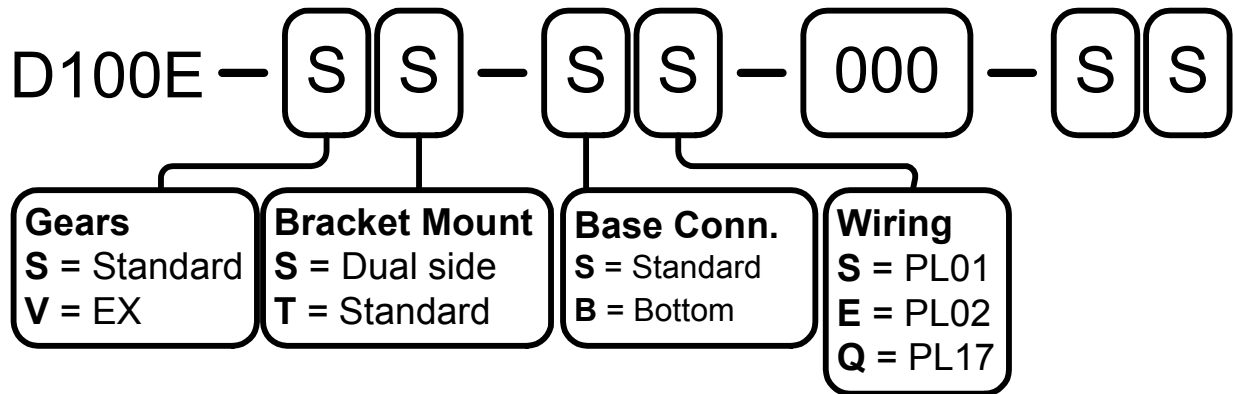 D100E – S S – S S – 000 – S S
Gears
S = Standard
V = EX
Bracket Mount
S = Dual side
T = Standard
Base Conn.
S = Standard
B = Bottom
Wiring
S = PL01
E = PL02
Q = PL17